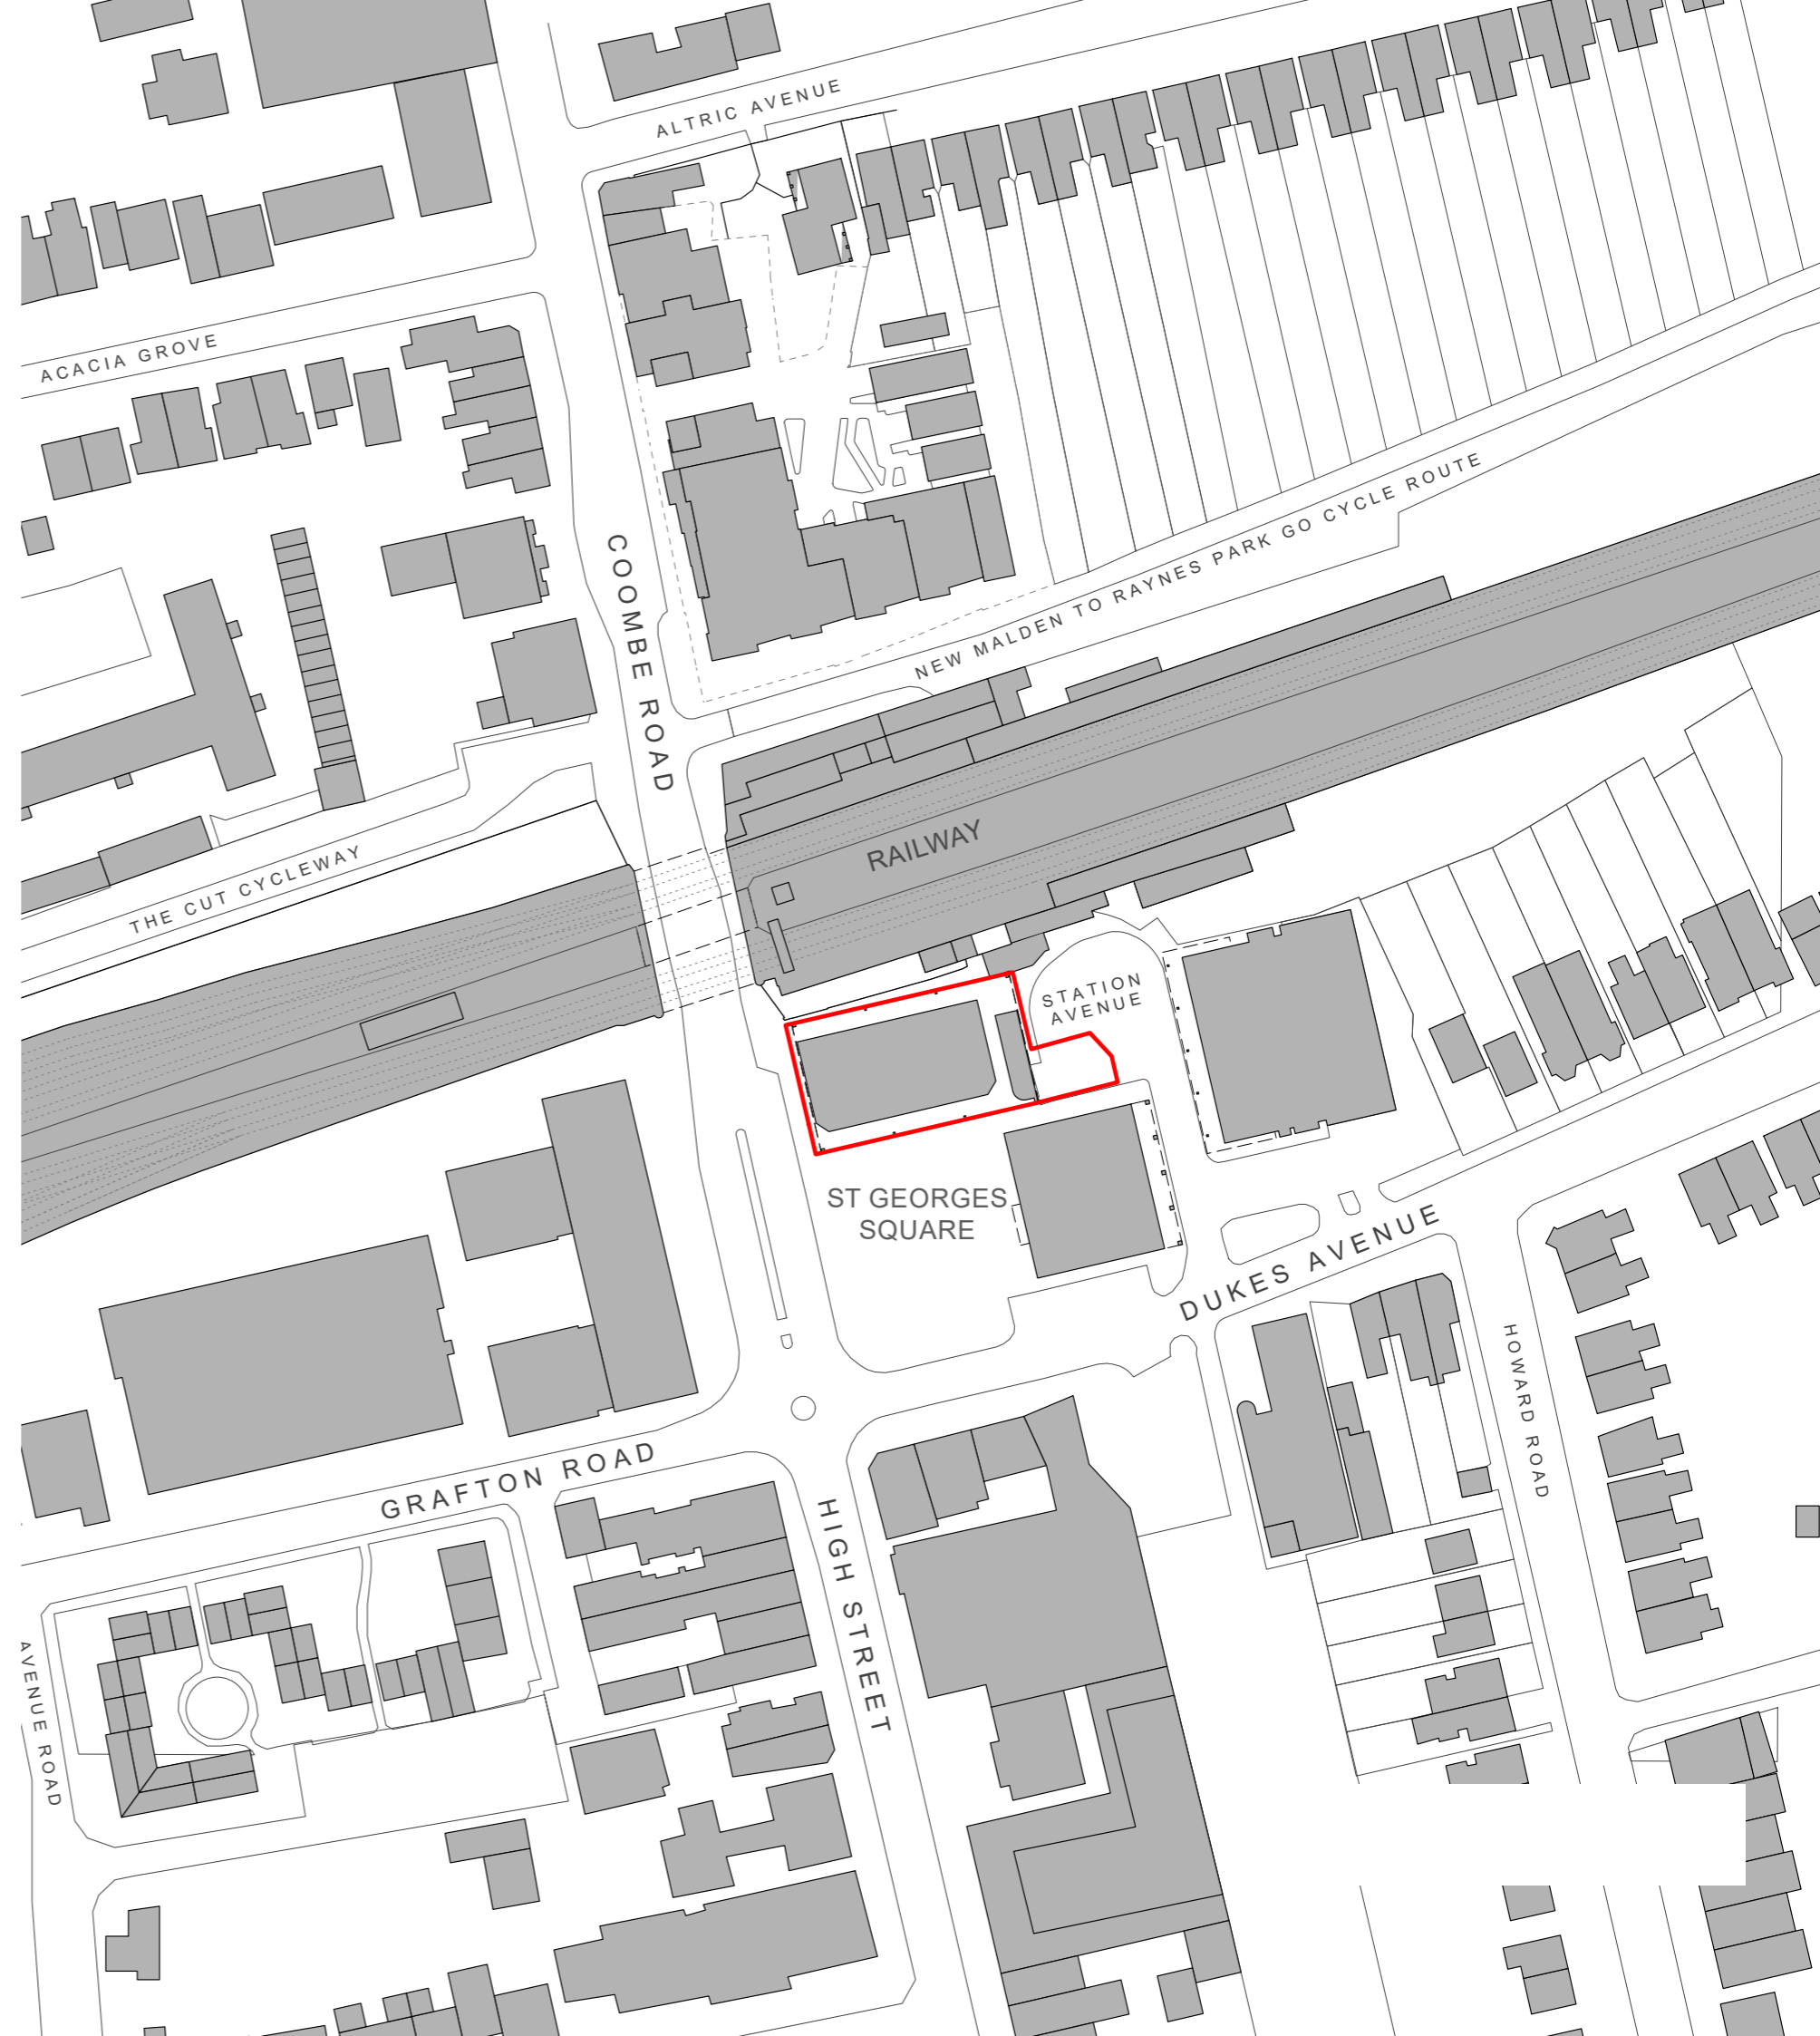 ALTRIC AVENUE
ACACIA GROVE
COOMBE ROAD
NEW MALDEN TO RAYNES PARK GO CYCLE ROUTE
THE CUT CYCLEWAY
RAILWAY
STATION
AVENUE
ST GEORGES
SQUARE
DUKES AVENUE
HOWARD ROAD
GRAFTON ROAD
HIGH STREET
AVENUE ROAD